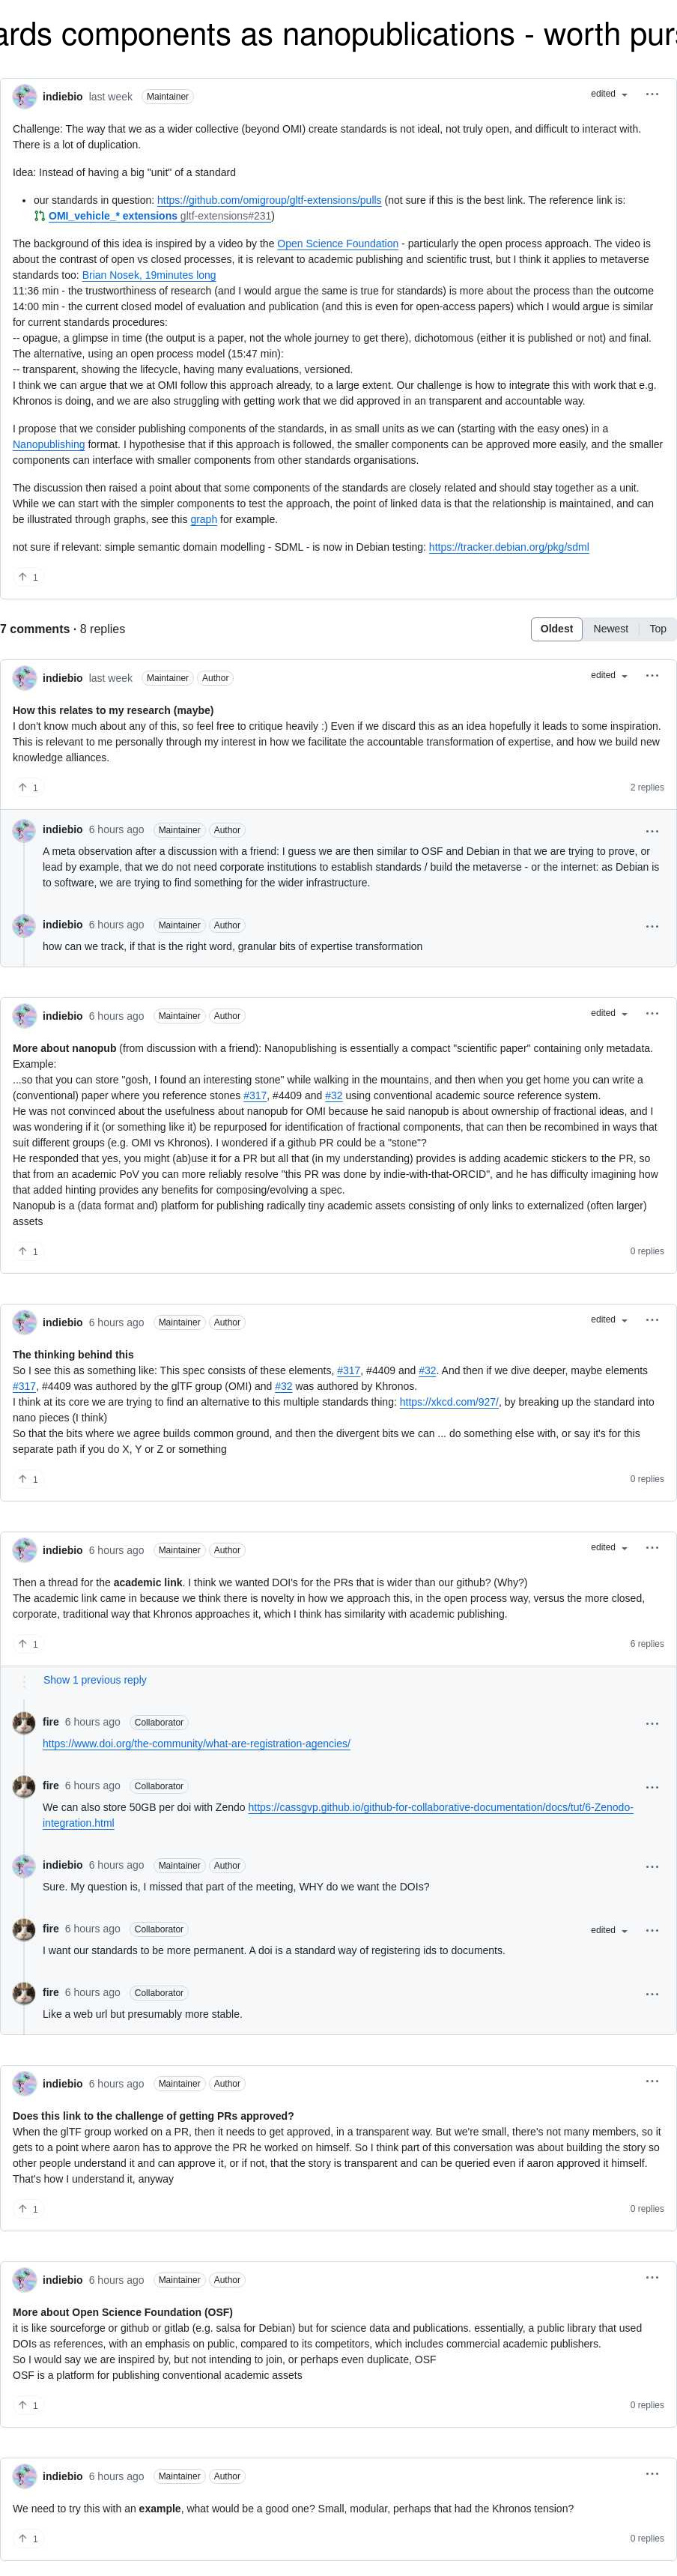 ards components as nanopublications - worth purs
indiebio last week Maintainer edited
Challenge: The way that we as a wider collective (beyond OMI) create standards is not ideal, not truly open, and difficult to interact with.
There is a lot of duplication.
Idea: Instead of having a big "unit" of a standard
• our standards in question: https://github.com/omigroup/gltf-extensions/pulls (not sure if this is the best link. The reference link is:
OMI_vehicle_* extensions gltf-extensions#231)
The background of this idea is inspired by a video by the Open Science Foundation - particularly the open process approach. The video is
about the contrast of open vs closed processes, it is relevant to academic publishing and scientific trust, but I think it applies to metaverse
standards too: Brian Nosek, 19minutes long
11:36 min - the trustworthiness of research (and I would argue the same is true for standards) is more about the process than the outcome
14:00 min - the current closed model of evaluation and publication (and this is even for open-access papers) which I would argue is similar
for current standards procedures:
-- opague, a glimpse in time (the output is a paper, not the whole journey to get there), dichotomous (either it is published or not) and final.
The alternative, using an open process model (15:47 min):
-- transparent, showing the lifecycle, having many evaluations, versioned.
I think we can argue that we at OMI follow this approach already, to a large extent. Our challenge is how to integrate this with work that e.g.
Khronos is doing, and we are also struggling with getting work that we did approved in an transparent and accountable way.
I propose that we consider publishing components of the standards, in as small units as we can (starting with the easy ones) in a
Nanopublishing format. I hypothesise that if this approach is followed, the smaller components can be approved more easily, and the smaller
components can interface with smaller components from other standards organisations.
The discussion then raised a point about that some components of the standards are closely related and should stay together as a unit.
While we can start with the simpler components to test the approach, the point of linked data is that the relationship is maintained, and can
be illustrated through graphs, see this graph for example.
not sure if relevant: simple semantic domain modelling - SDML - is now in Debian testing: https://tracker.debian.org/pkg/sdml
1
7 comments · 8 replies Oldest Newest Top
indiebio last week Maintainer Author edited
How this relates to my research (maybe)
I don't know much about any of this, so feel free to critique heavily :) Even if we discard this as an idea hopefully it leads to some inspiration.
This is relevant to me personally through my interest in how we facilitate the accountable transformation of expertise, and how we build new
knowledge alliances.
1 2 replies
indiebio 6 hours ago Maintainer Author
A meta observation after a discussion with a friend: I guess we are then similar to OSF and Debian in that we are trying to prove, or
lead by example, that we do not need corporate institutions to establish standards / build the metaverse - or the internet: as Debian is
to software, we are trying to find something for the wider infrastructure.
indiebio 6 hours ago Maintainer Author
how can we track, if that is the right word, granular bits of expertise transformation
indiebio 6 hours ago Maintainer Author edited
More about nanopub (from discussion with a friend): Nanopublishing is essentially a compact "scientific paper" containing only metadata.
Example:
...so that you can store "gosh, I found an interesting stone" while walking in the mountains, and then when you get home you can write a
(conventional) paper where you reference stones #317, #4409 and #32 using conventional academic source reference system.
He was not convinced about the usefulness about nanopub for OMI because he said nanopub is about ownership of fractional ideas, and I
was wondering if it (or something like it) be repurposed for identification of fractional components, that can then be recombined in ways that
suit different groups (e.g. OMI vs Khronos). I wondered if a github PR could be a "stone"?
He responded that yes, you might (ab)use it for a PR but all that (in my understanding) provides is adding academic stickers to the PR, so
that from an academic PoV you can more reliably resolve "this PR was done by indie-with-that-ORCID", and he has difficulty imagining how
that added hinting provides any benefits for composing/evolving a spec.
Nanopub is a (data format and) platform for publishing radically tiny academic assets consisting of only links to externalized (often larger)
assets
1 0 replies
indiebio 6 hours ago Maintainer Author edited
The thinking behind this
So I see this as something like: This spec consists of these elements, #317, #4409 and #32. And then if we dive deeper, maybe elements
#317, #4409 was authored by the glTF group (OMI) and #32 was authored by Khronos.
I think at its core we are trying to find an alternative to this multiple standards thing: https://xkcd.com/927/, by breaking up the standard into
nano pieces (I think)
So that the bits where we agree builds common ground, and then the divergent bits we can ... do something else with, or say it's for this
separate path if you do X, Y or Z or something
1 0 replies
indiebio 6 hours ago Maintainer Author edited
Then a thread for the academic link. I think we wanted DOI's for the PRs that is wider than our github? (Why?)
The academic link came in because we think there is novelty in how we approach this, in the open process way, versus the more closed,
corporate, traditional way that Khronos approaches it, which I think has similarity with academic publishing.
1 6 replies
Show 1 previous reply
fire 6 hours ago Collaborator
https://www.doi.org/the-community/what-are-registration-agencies/
fire 6 hours ago Collaborator
We can also store 50GB per doi with Zendo https://cassgvp.github.io/github-for-collaborative-documentation/docs/tut/6-Zenodo-
integration.html
indiebio 6 hours ago Maintainer Author
Sure. My question is, I missed that part of the meeting, WHY do we want the DOIs?
fire 6 hours ago Collaborator edited
I want our standards to be more permanent. A doi is a standard way of registering ids to documents.
fire 6 hours ago Collaborator
Like a web url but presumably more stable.
indiebio 6 hours ago Maintainer Author
Does this link to the challenge of getting PRs approved?
When the glTF group worked on a PR, then it needs to get approved, in a transparent way. But we're small, there's not many members, so it
gets to a point where aaron has to approve the PR he worked on himself. So I think part of this conversation was about building the story so
other people understand it and can approve it, or if not, that the story is transparent and can be queried even if aaron approved it himself.
That's how I understand it, anyway
1 0 replies
indiebio 6 hours ago Maintainer Author
More about Open Science Foundation (OSF)
it is like sourceforge or github or gitlab (e.g. salsa for Debian) but for science data and publications. essentially, a public library that used
DOIs as references, with an emphasis on public, compared to its competitors, which includes commercial academic publishers.
So I would say we are inspired by, but not intending to join, or perhaps even duplicate, OSF
OSF is a platform for publishing conventional academic assets
1 0 replies
indiebio 6 hours ago Maintainer Author
We need to try this with an example, what would be a good one? Small, modular, perhaps that had the Khronos tension?
1 0 replies